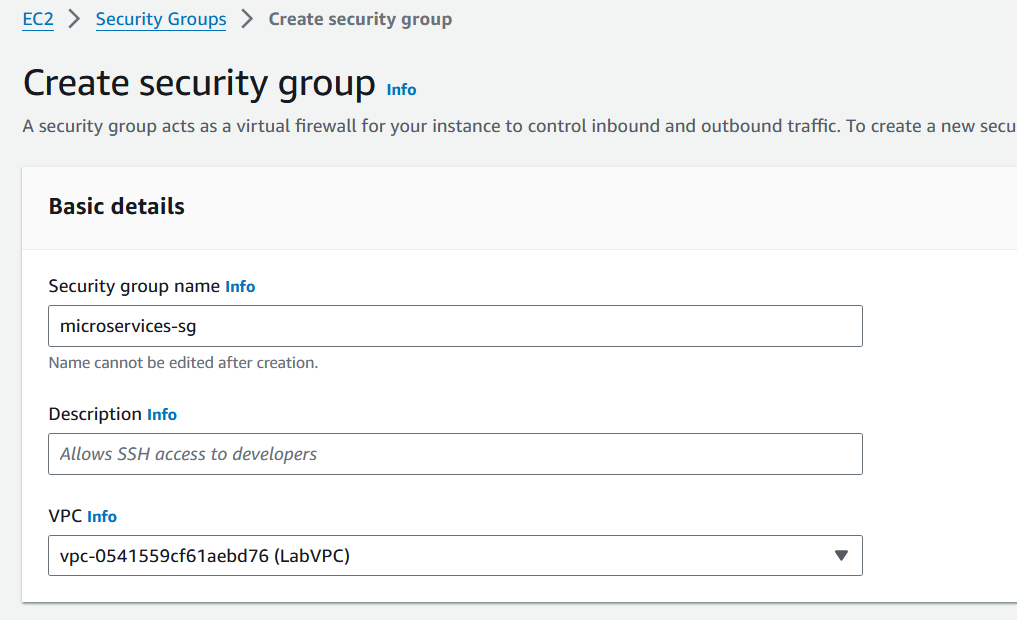 EC2 > Security Groups > Create security group
Create security group Info
A security group acts as a virtual firewall for your instance to control inbound and outbound traffic. To create a new secu
Basic details
Security group name Info
microservices-sg
Name cannot be edited after creation.
Description Info
Allows SSH access to developers
VPC Info
vpc-0541559cf61aebd76 (LabVPC)